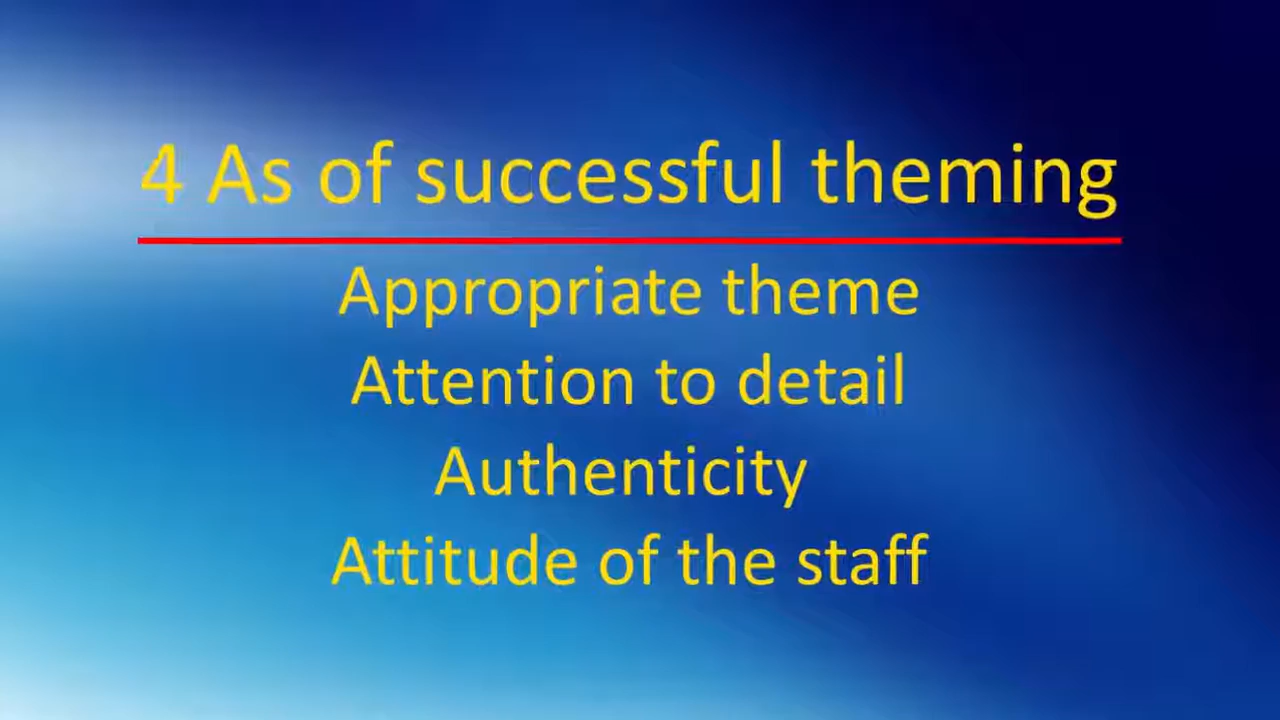 4 As of successful theming
Appropriate theme
Attention to detail
Authenticity
Attitude of the staff